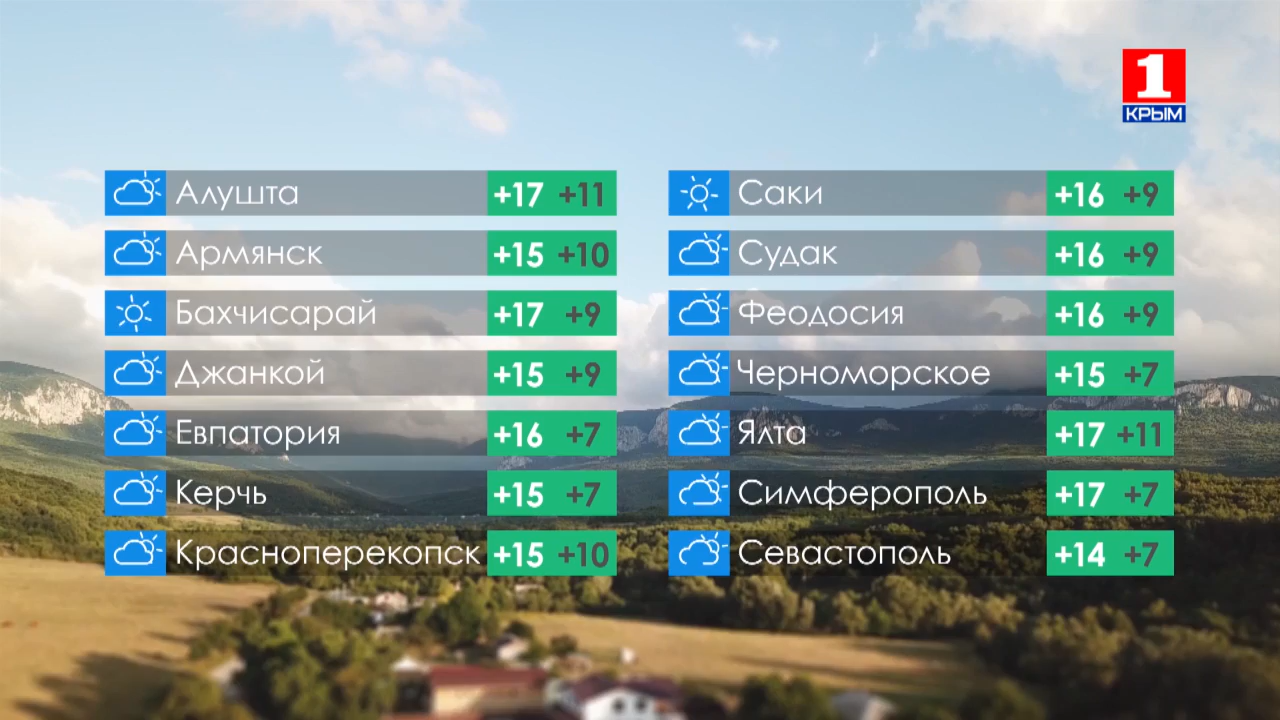 1
КРЫМ
Алушта +17 +11
Армянск +15 +10
Бахчисарай +17 +9
Джанкой +15 +9
Евпатория +16 +7
Керчь +15 +7
Красноперекопск +15 +10
Саки +16 +9
Судак +16 +9
Феодосия +16 +9
Черноморское +15 +7
Ялта +17 +11
Симферополь +17 +7
Севастополь +14 +7